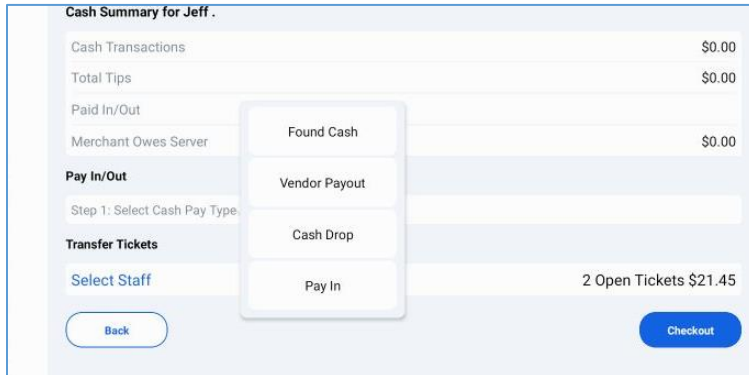 Cash Summary for Jeff .
Cash Transactions $0.00
Total Tips $0.00
Paid In/Out
Merchant Owes Server $0.00
Pay In/Out
Step 1: Select Cash Pay Type
Transfer Tickets
Select Staff 2 Open Tickets $21.45
Back Checkout
Found Cash
Vendor Payout
Cash Drop
Pay In